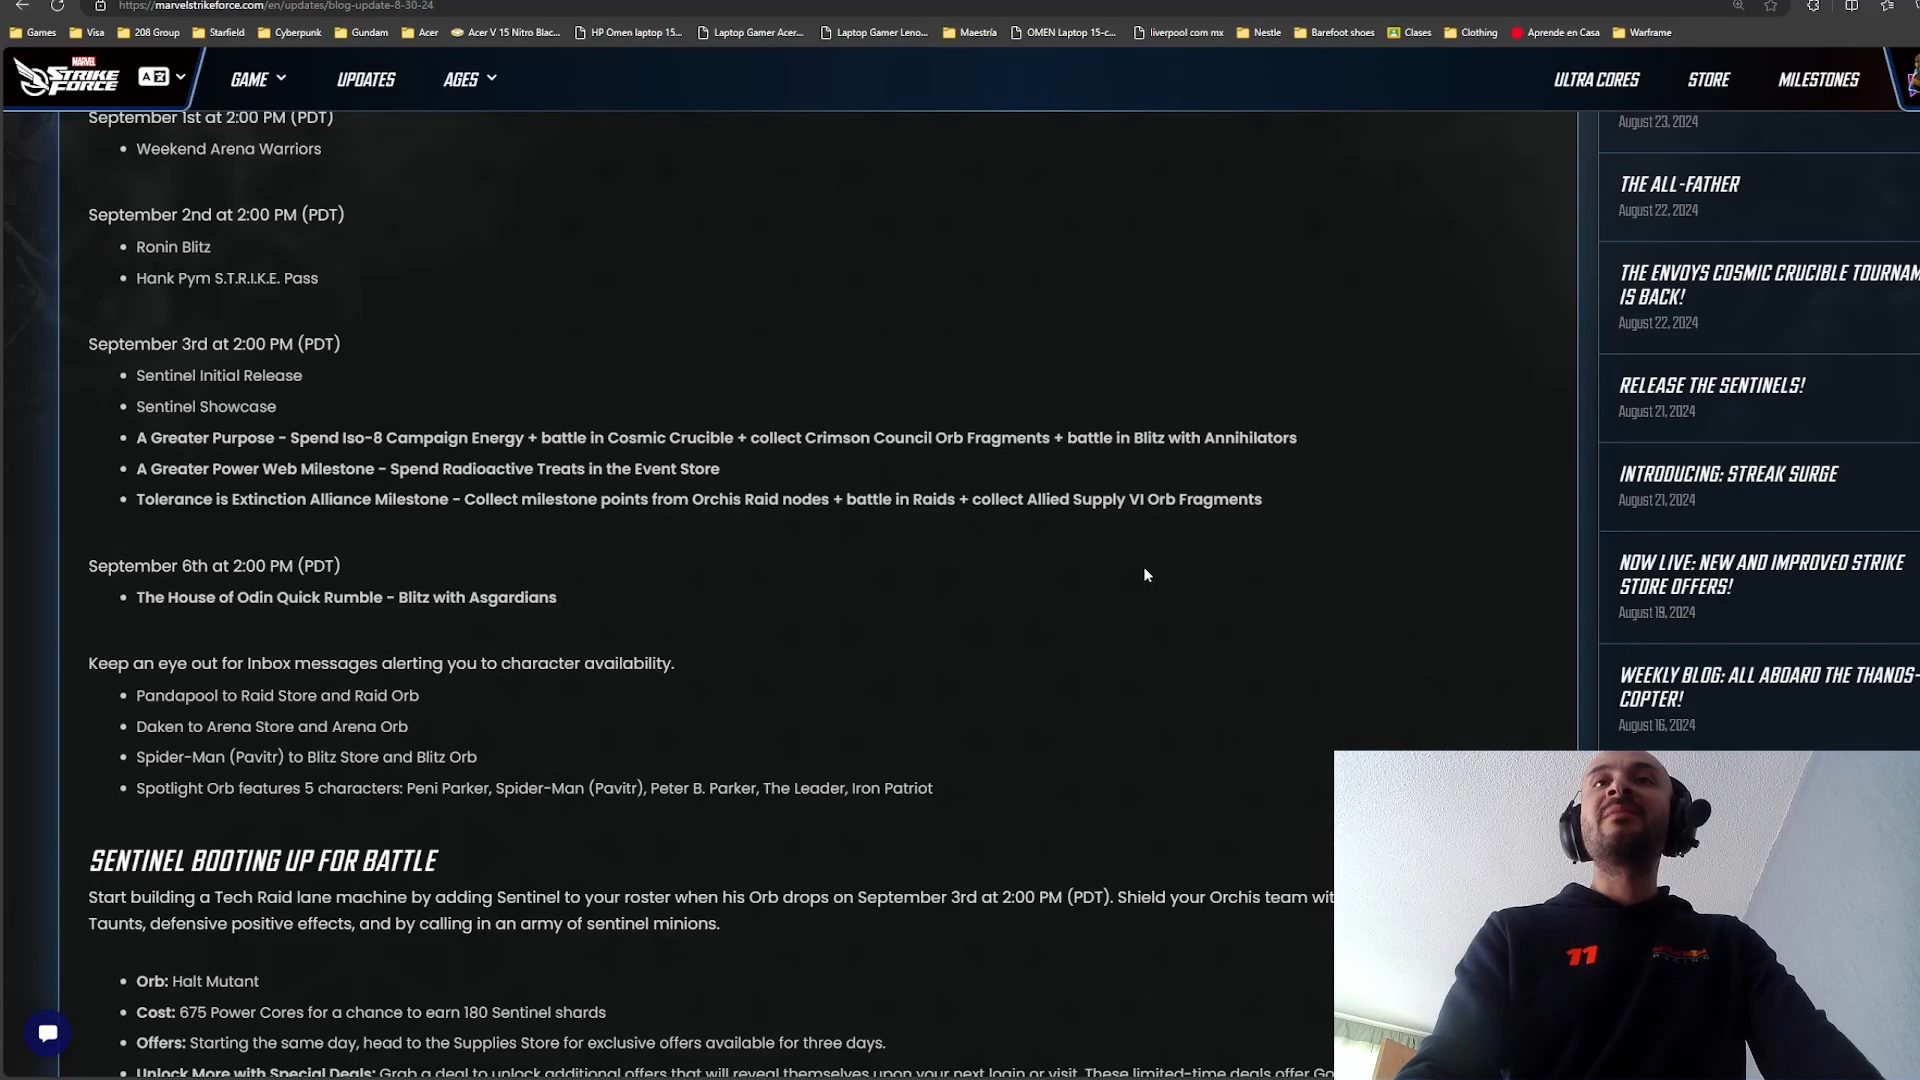 https://marvelstrikeforce.com/en/updates/blog-update-8-30-24
Games Visa 208 Group Starfield Cyberpunk Gundam Acer Acer V 15 Nitro Blac... HP Omen laptop 15... Laptop Gamer Acer... Laptop Gamer Leno... Maestría OMEN Laptop 15-c... liverpool com mx Nestle Barefoot shoes Clases Clothing Aprende en Casa Warframe
MARVEL
STRIKE FORCE
GAME UPDATES AGES ULTRA CORES STORE MILESTONES
September 1st at 2:00 PM (PDT)
Weekend Arena Warriors
September 2nd at 2:00 PM (PDT)
Ronin Blitz
Hank Pym S.T.R.I.K.E. Pass
September 3rd at 2:00 PM (PDT)
Sentinel Initial Release
Sentinel Showcase
A Greater Purpose - Spend Iso-8 Campaign Energy + battle in Cosmic Crucible + collect Crimson Council Orb Fragments + battle in Blitz with Annihilators
A Greater Power Web Milestone - Spend Radioactive Treats in the Event Store
Tolerance is Extinction Alliance Milestone - Collect milestone points from Orchis Raid nodes + battle in Raids + collect Allied Supply VI Orb Fragments
September 6th at 2:00 PM (PDT)
The House of Odin Quick Rumble - Blitz with Asgardians
Keep an eye out for Inbox messages alerting you to character availability.
Pandapool to Raid Store and Raid Orb
Daken to Arena Store and Arena Orb
Spider-Man (Pavitr) to Blitz Store and Blitz Orb
Spotlight Orb features 5 characters: Peni Parker, Spider-Man (Pavitr), Peter B. Parker, The Leader, Iron Patriot
SENTINEL BOOTING UP FOR BATTLE
Start building a Tech Raid lane machine by adding Sentinel to your roster when his Orb drops on September 3rd at 2:00 PM (PDT). Shield your Orchis team wit
Taunts, defensive positive effects, and by calling in an army of sentinel minions.
Orb: Halt Mutant
Cost: 675 Power Cores for a chance to earn 180 Sentinel shards
Offers: Starting the same day, head to the Supplies Store for exclusive offers available for three days.
Unlock More with Special Deals: Grab a deal to unlock additional offers that will reveal themselves upon your next login or visit. These limited-time deals offer Go
August 23, 2024
THE ALL-FATHER
August 22, 2024
THE ENVOYS COSMIC CRUCIBLE TOURNAM
IS BACK!
August 22, 2024
RELEASE THE SENTINELS!
August 21, 2024
INTRODUCING: STREAK SURGE
August 21, 2024
NOW LIVE: NEW AND IMPROVED STRIKE
STORE OFFERS!
August 19, 2024
WEEKLY BLOG: ALL ABOARD THE THANOS-
COPTER!
August 16, 2024
11